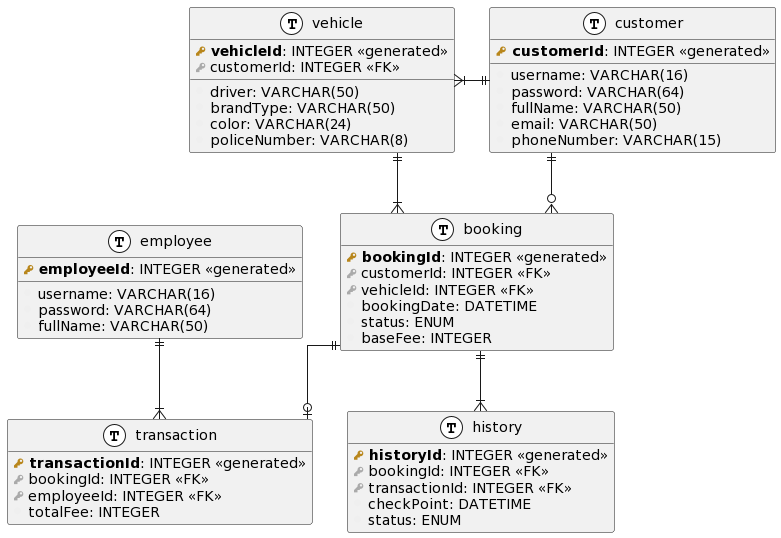 T vehicle
vehicleId: INTEGER «generated»
customerId: INTEGER «FK»
driver: VARCHAR(50)
brandType: VARCHAR(50)
color: VARCHAR(24)
policeNumber: VARCHAR(8)
T customer
customerId: INTEGER «generated»
username: VARCHAR(16)
password: VARCHAR(64)
fullName: VARCHAR(50)
email: VARCHAR(50)
phoneNumber: VARCHAR(15)
T employee
employeeId: INTEGER «generated»
username: VARCHAR(16)
password: VARCHAR(64)
fullName: VARCHAR(50)
T booking
bookingId: INTEGER «generated»
customerId: INTEGER «FK»
vehicleId: INTEGER «FK»
bookingDate: DATETIME
status: ENUM
baseFee: INTEGER
T transaction
transactionId: INTEGER «generated»
bookingId: INTEGER «FK»
employeeId: INTEGER «FK»
totalFee: INTEGER
T history
historyId: INTEGER «generated»
bookingId: INTEGER «FK»
transactionId: INTEGER «FK»
checkPoint: DATETIME
status: ENUM